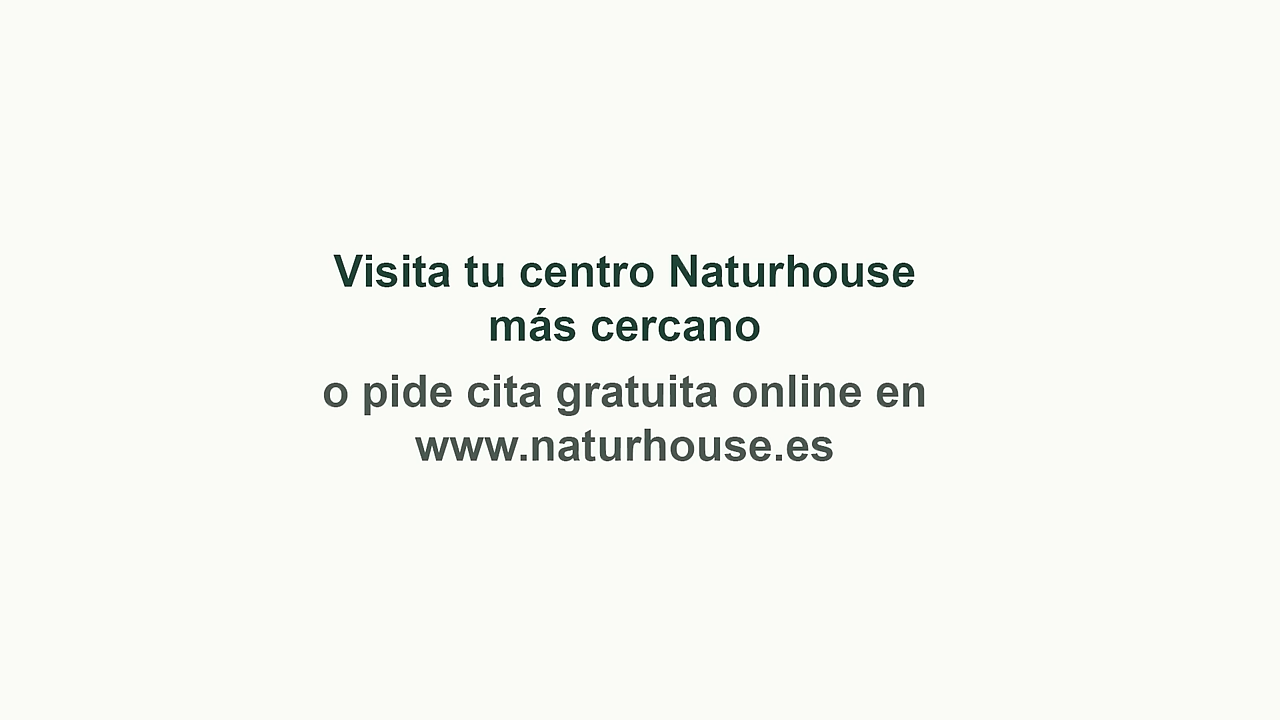 Visita tu centro Naturhouse
más cercano
o pide cita gratuita online en
www.naturhouse.es